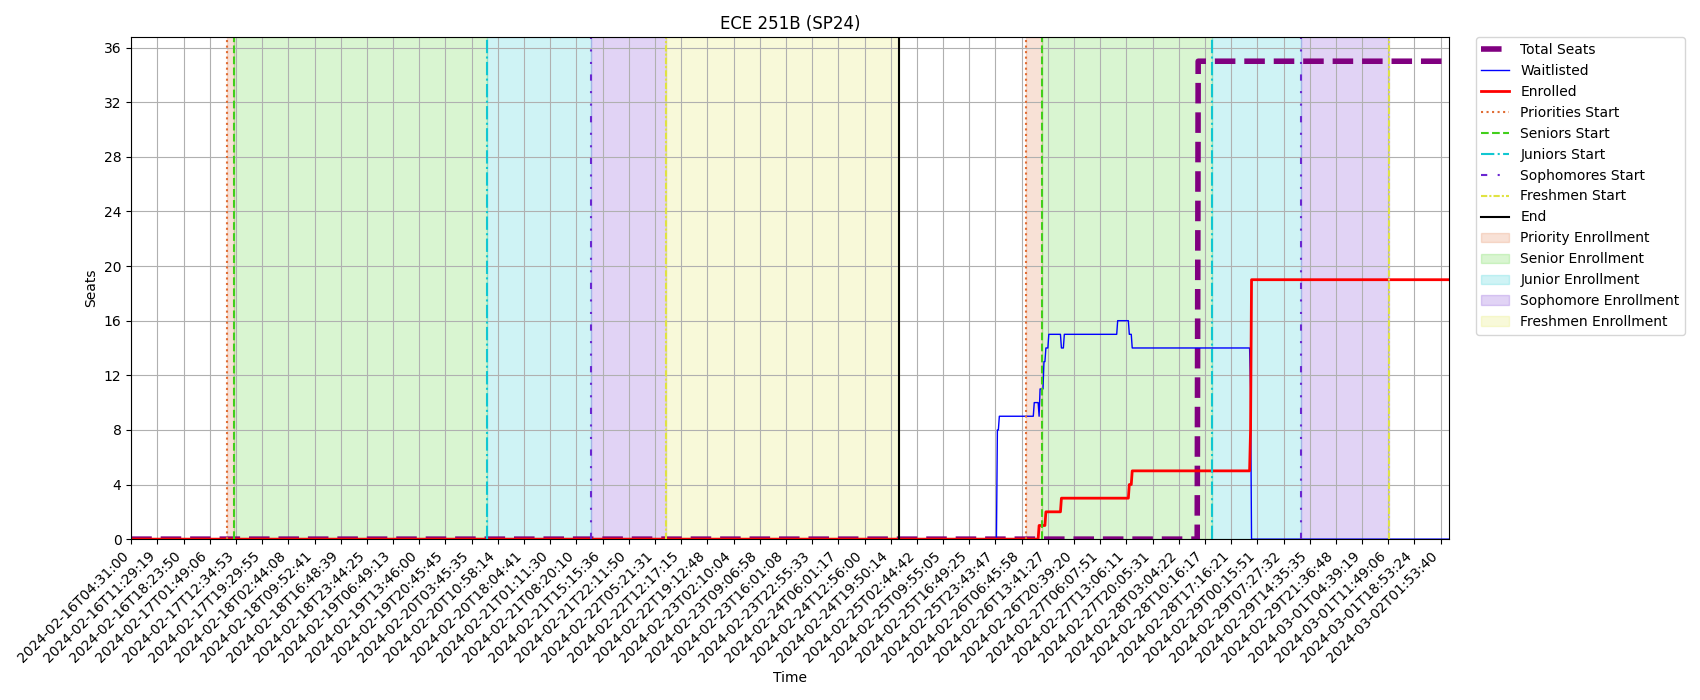 ECE 251B (SP24)
Seats
36
32
28
24
20
16
12
8
4
0
2024-02-16T04:31:00
2024-02-16T11:29:19
2024-02-16T18:23:50
2024-02-17T01:49:06
2024-02-17T12:34:53
2024-02-17T19:29:55
2024-02-18T02:44:08
2024-02-18T09:52:41
2024-02-18T16:48:39
2024-02-18T23:44:25
2024-02-19T06:49:13
2024-02-19T13:46:00
2024-02-19T20:45:45
2024-02-20T03:45:35
2024-02-20T10:58:14
2024-02-20T18:04:41
2024-02-21T01:11:30
2024-02-21T08:20:10
2024-02-21T15:15:36
2024-02-21T22:11:50
2024-02-22T05:21:31
2024-02-22T12:17:15
2024-02-22T19:12:48
2024-02-23T02:10:04
2024-02-23T09:06:58
2024-02-23T16:01:08
2024-02-23T22:55:33
2024-02-24T06:01:17
2024-02-24T12:56:00
2024-02-24T19:50:14
2024-02-25T02:44:42
2024-02-25T09:55:05
2024-02-25T16:49:25
2024-02-25T23:43:47
2024-02-26T06:45:58
2024-02-26T13:41:27
2024-02-26T20:39:20
2024-02-27T06:07:51
2024-02-27T13:06:11
2024-02-27T20:05:31
2024-02-28T03:04:22
2024-02-28T10:16:17
2024-02-28T17:16:21
2024-02-29T00:15:51
2024-02-29T07:27:32
2024-02-29T14:35:35
2024-02-29T21:36:48
2024-03-01T04:39:19
2024-03-01T11:49:06
2024-03-01T18:53:24
2024-03-02T01:53:40
Time
Total Seats
Waitlisted
Enrolled
Priorities Start
Seniors Start
Juniors Start
Sophomores Start
Freshmen Start
End
Priority Enrollment
Senior Enrollment
Junior Enrollment
Sophomore Enrollment
Freshmen Enrollment